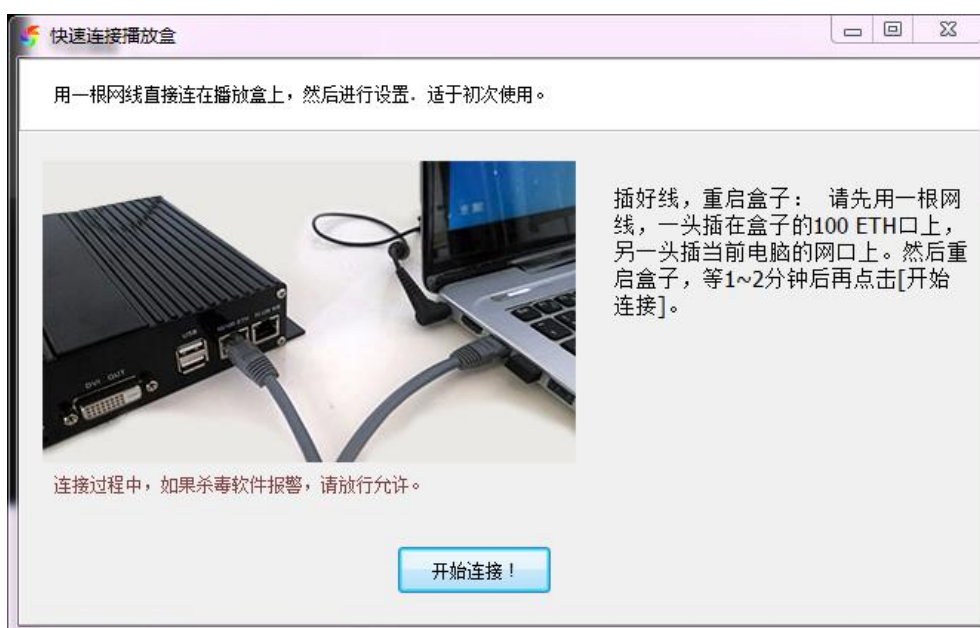 快速连接播放盒
用一根网线直接连在播放盒上，然后进行设置．适于初次使用。
插好线，重启盒子： 请先用一根网
线，一头插在盒子的100 ETH口上，
另一头插当前电脑的网口上。然后重
启盒子，等1~2分钟后再点击[开始
连接]。
USB
DVI OUT
连接过程中，如果杀毒软件报警，请放行允许。
开始连接！